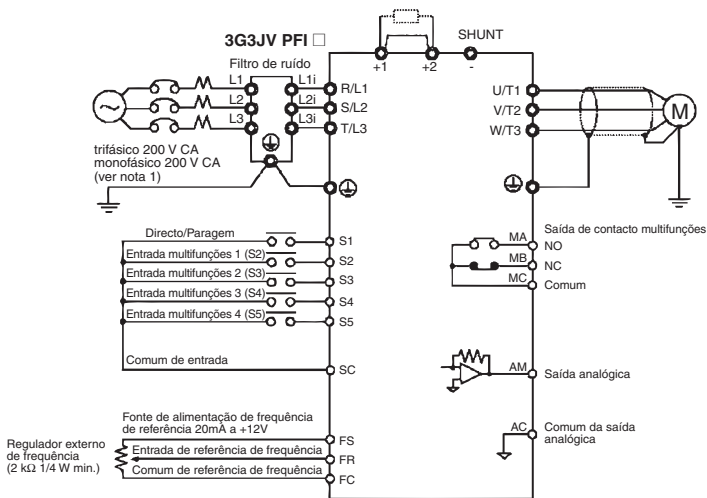 3G3JV PFI □
SHUNT
+1 +2 -
Filtro de ruído
L1 L1i R/L1
L2 L2i S/L2
L3 L3i T/L3
U/T1
V/T2
W/T3
M
trifásico 200 V CA
monofásico 200 V CA
(ver nota 1)
Directo/Paragem S1
Entrada multifunções 1 (S2) S2
Entrada multifunções 2 (S3) S3
Entrada multifunções 3 (S4) S4
Entrada multifunções 4 (S5) S5
Comum de entrada SC
Saída de contacto multifunções
MA NO
MB NC
MC Comum
AM Saída analógica
AC Comum da saída
analógica
Fonte de alimentação de frequência
de referência 20mA a +12V FS
Regulador externo
de frequência
(2 kΩ 1/4 W min.)
Entrada de referência de frequência FR
Comum de referência de frequência FC